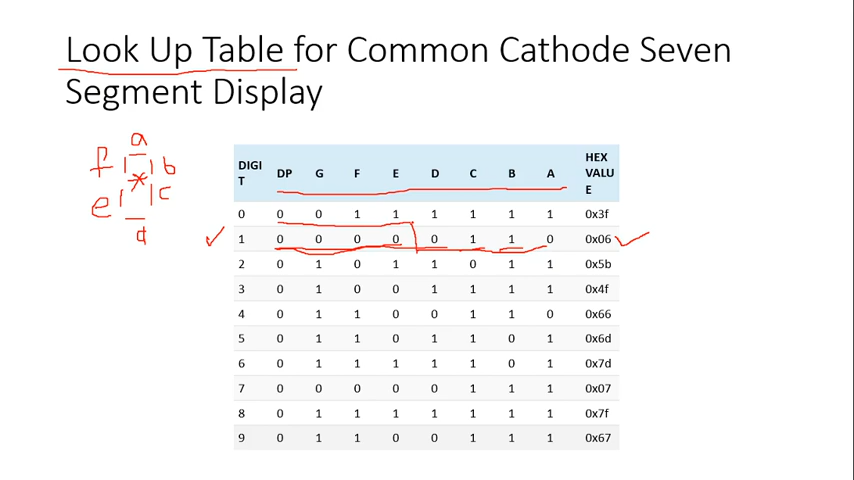 Look Up Table for Common Cathode Seven
Segment Display
a
f b
e c
d
DIGI
T DP G F E D C B A HEX
VALU
E
0 0 0 1 1 1 1 1 1 0x3f
1 0 0 0 0 0 1 1 0 0x06
2 0 1 0 1 1 0 1 1 0x5b
3 0 1 0 0 1 1 1 1 0x4f
4 0 1 1 0 0 1 1 0 0x66
5 0 1 1 0 1 1 0 1 0x6d
6 0 1 1 1 1 1 0 1 0x7d
7 0 0 0 0 0 1 1 1 0x07
8 0 1 1 1 1 1 1 1 0x7f
9 0 1 1 0 0 1 1 1 0x67